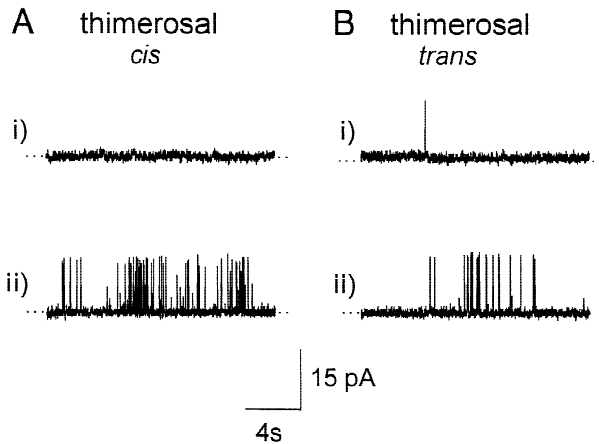 A thimerosal
cis
B thimerosal
trans
i)
i)
ii)
ii)
15 pA
4s